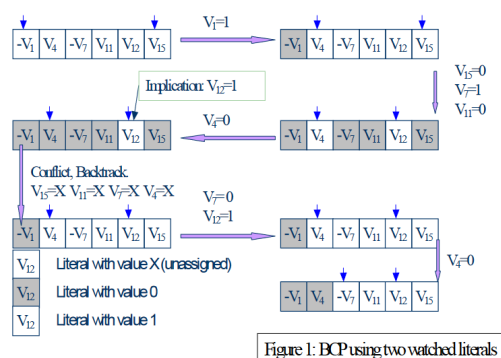 V1=1
-V1 V4 -V7 V11 V12 V15
-V1 V4 -V7 V11 V12 V15
V15=0
V7=1
V11=0
Implication: V12=1
V4=0
-V1 V4 -V7 V11 V12 V15
-V1 V4 -V7 V11 V12 V15
Conflict, Backtrack.
V15=X V11=X V7=X V4=X
V7=0
V12=1
-V1 V4 -V7 V11 V12 V15
-V1 V4 -V7 V11 V12 V15
V4=0
V12 Literal with value X (unassigned)
V12 Literal with value 0
-V1 V4 -V7 V11 V12 V15
V12 Literal with value 1
Figure 1: BCP using two watched literals